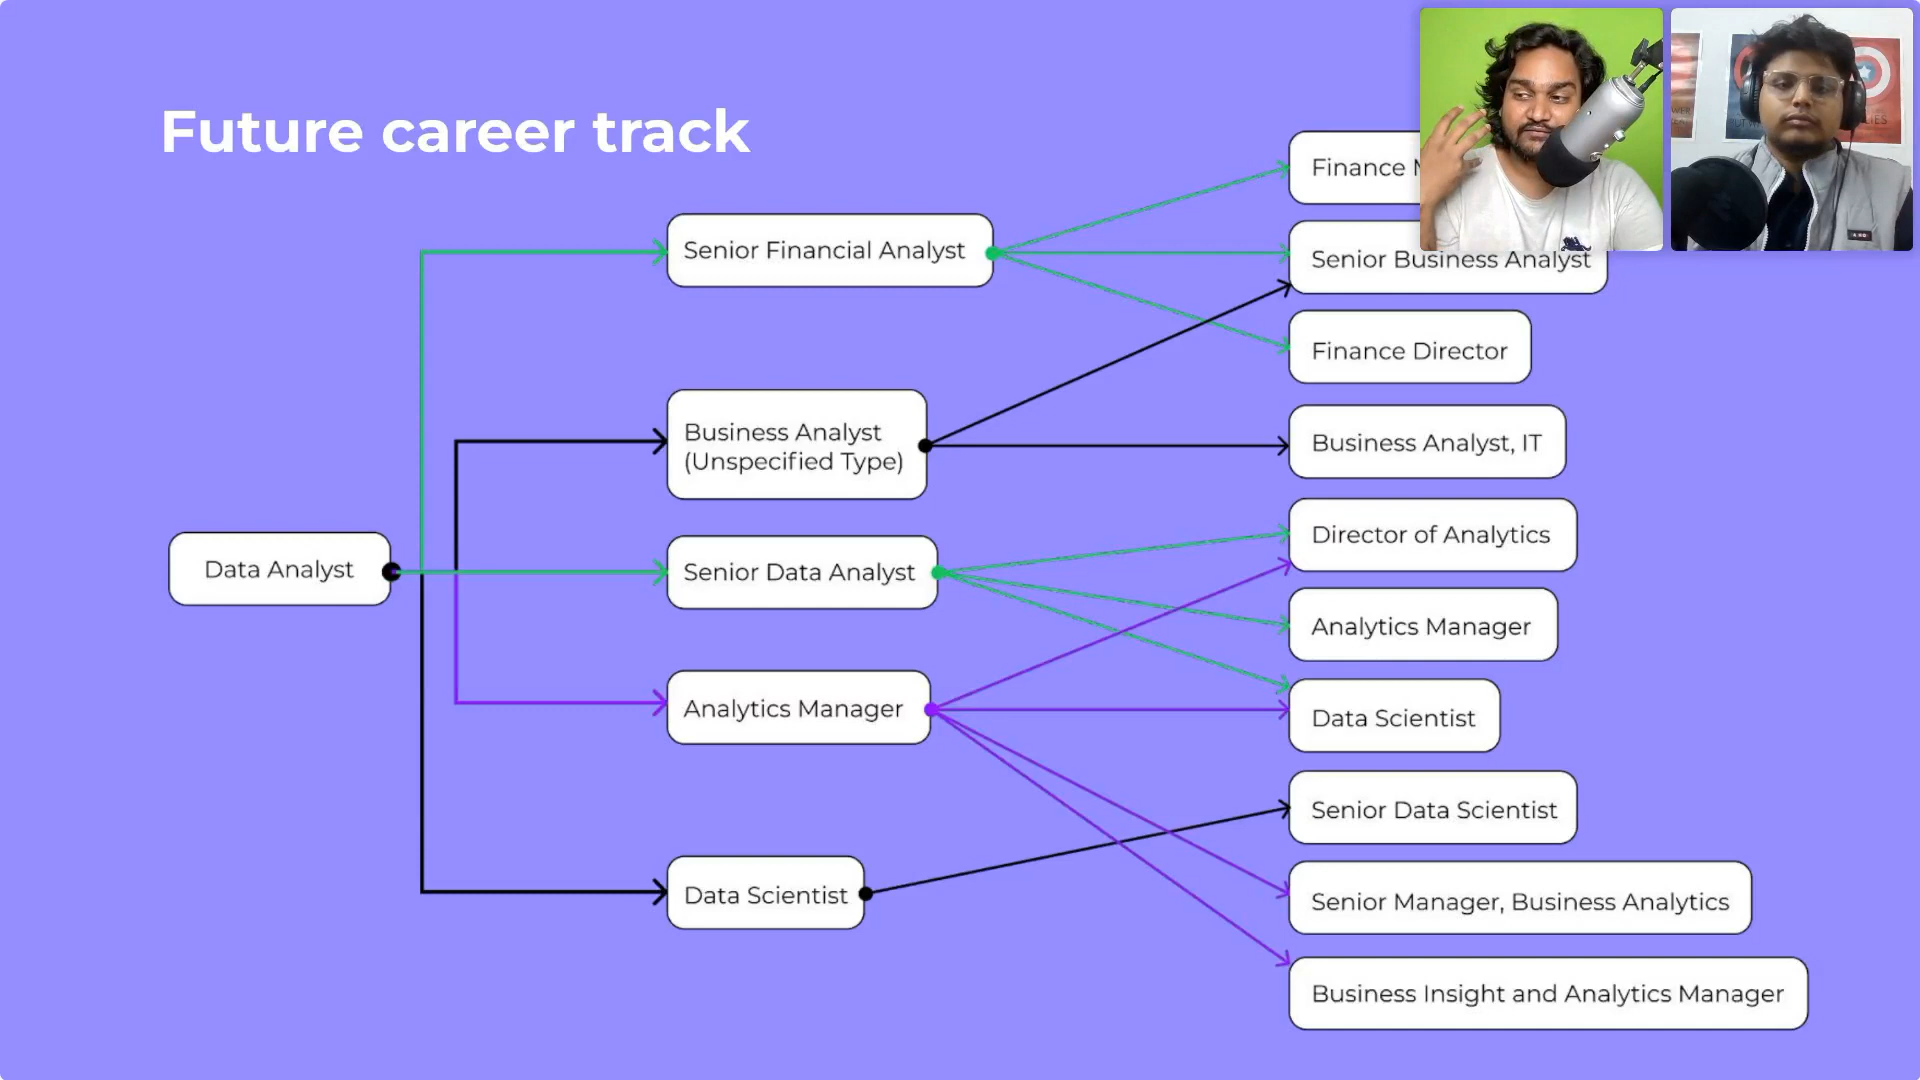 Future career track
Finance
Senior Financial Analyst
Senior Business Analyst
Finance Director
Business Analyst
(Unspecified Type)
Business Analyst, IT
Director of Analytics
Data Analyst
Senior Data Analyst
Analytics Manager
Analytics Manager
Data Scientist
Senior Data Scientist
Data Scientist
Senior Manager, Business Analytics
Business Insight and Analytics Manager